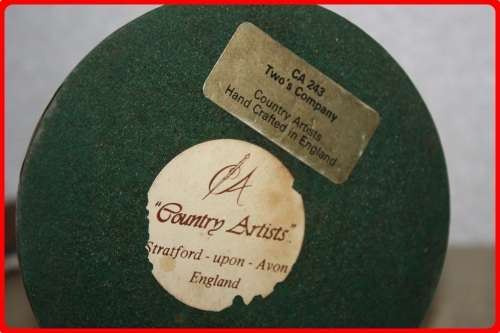 CA 243
Two's Company
Country Artists
Hand Crafted in England
CA
"Country Artists".
Stratford - upon - Avon
England